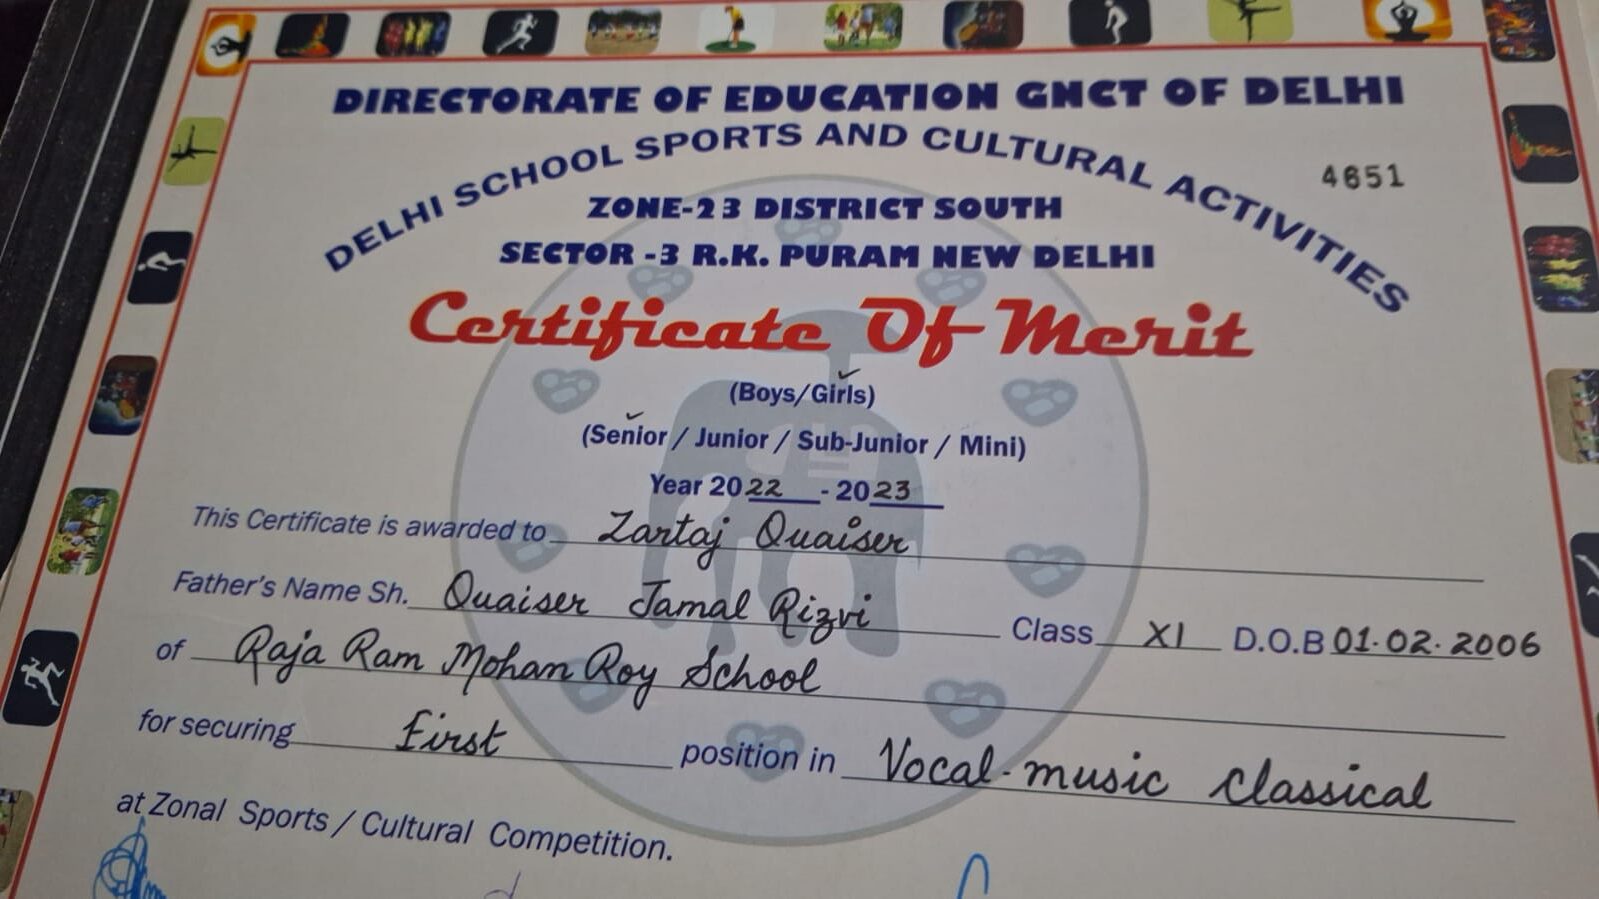 DIRECTORATE OF EDUCATION GNCT OF DELHI
DELHI SCHOOL SPORTS AND CULTURAL ACTIVITIES
4651
ZONE-23 DISTRICT SOUTH
SECTOR -3 R.K. PURAM NEW DELHI
Certificate Of Merit
(Boys/Girls)
(Senior / Junior / Sub-Junior / Mini)
Year 2022 - 2023
This Certificate is awarded to Zartaj Quaiser
Father's Name Sh. Quaiser Jamal Rizvi Class XI D.O.B 01.02.2006
of Raja Ram Mohan Roy School
for securing First position in Vocal-music Classical
at Zonal Sports / Cultural Competition.